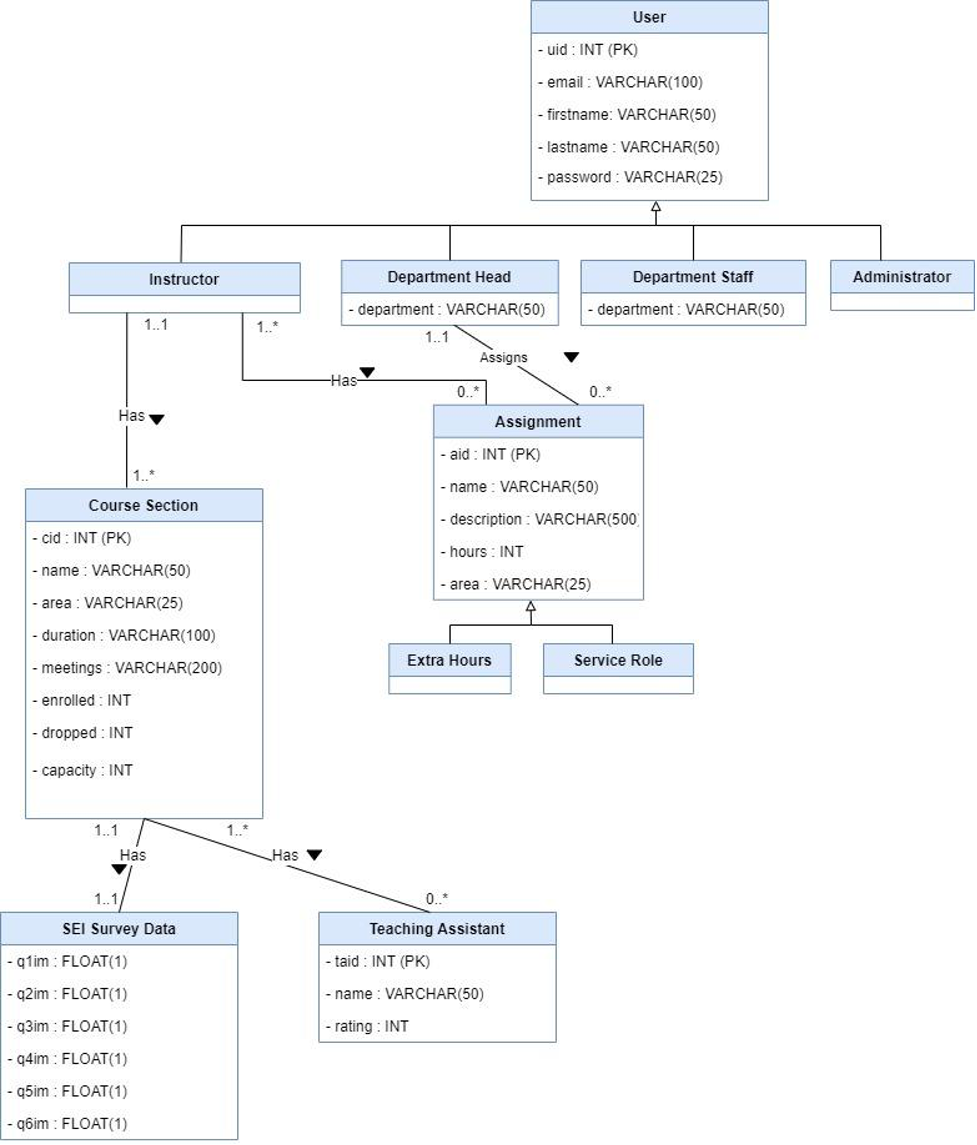 User
- uid : INT (PK)
- email : VARCHAR(100)
- firstname: VARCHAR(50)
- lastname : VARCHAR(50)
- password : VARCHAR(25)
Instructor
Department Head
- department : VARCHAR(50)
Department Staff
- department : VARCHAR(50)
Administrator
1..1
1..*
1..1
Assigns
Has
0..*
0..*
Has
1..*
Assignment
- aid : INT (PK)
- name : VARCHAR(50)
- description : VARCHAR(500)
- hours : INT
- area : VARCHAR(25)
Course Section
- cid : INT (PK)
- name : VARCHAR(50)
- area : VARCHAR(25)
- duration : VARCHAR(100)
- meetings : VARCHAR(200)
- enrolled : INT
- dropped : INT
- capacity : INT
Extra Hours
Service Role
1..1
1..*
Has
Has
1..1
0..*
SEI Survey Data
- q1im : FLOAT(1)
- q2im : FLOAT(1)
- q3im : FLOAT(1)
- q4im : FLOAT(1)
- q5im : FLOAT(1)
- q6im : FLOAT(1)
Teaching Assistant
- taid : INT (PK)
- name : VARCHAR(50)
- rating : INT